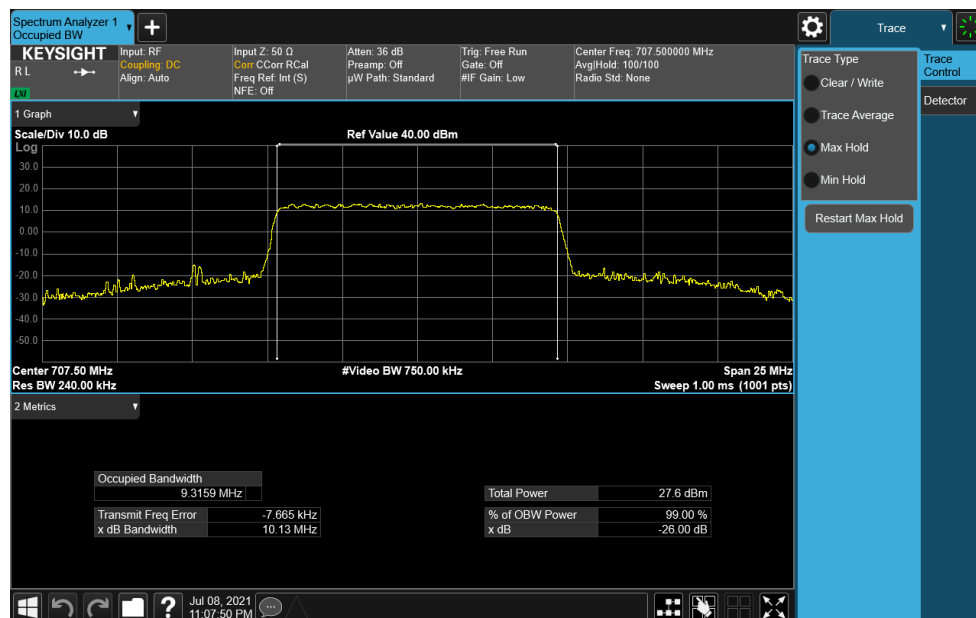 Spectrum Analyzer 1
Occupied BW
Trace
KEYSIGHT
R L
LXI
Input: RF
Coupling: DC
Align: Auto
Input Z: 50 Ω
Corr CCorr RCal
Freq Ref: Int (S)
NFE: Off
Atten: 36 dB
Preamp: Off
µW Path: Standard
Trig: Free Run
Gate: Off
#IF Gain: Low
Center Freq: 707.500000 MHz
Avg|Hold: 100/100
Radio Std: None
Trace Type
Clear / Write
Trace Average
Max Hold
Min Hold
Restart Max Hold
Trace
Control
Detector
1 Graph
Scale/Div 10.0 dB
Ref Value 40.00 dBm
Log
30.0
20.0
10.0
0.00
-10.0
-20.0
-30.0
-40.0
-50.0
Center 707.50 MHz
#Video BW 750.00 kHz
Span 25 MHz
Res BW 240.00 kHz
Sweep 1.00 ms (1001 pts)
2 Metrics
Occupied Bandwidth
9.3159 MHz
Total Power 27.6 dBm
Transmit Freq Error -7.665 kHz
% of OBW Power 99.00 %
x dB Bandwidth 10.13 MHz
x dB -26.00 dB
?
Jul 08, 2021
11:07:50 PM